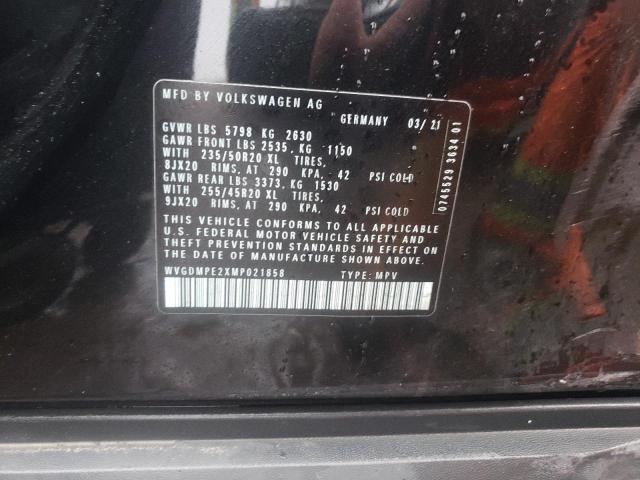 MFD BY VOLKSWAGEN AG
GERMANY 03/21
GVWR LBS 5798 KG 2630
GAWR FRONT LBS 2535, KG 1150
WITH 235/50R20 XL TIRES,
8JX20 RIMS, AT 290 KPA, 42 PSI COLD
GAWR REAR LBS 3373, KG 1530
WITH 255/45R20 XL TIRES,
9JX20 RIMS, AT 290 KPA, 42 PSI COLD
THIS VEHICLE CONFORMS TO ALL APPLICABLE
U.S. FEDERAL MOTOR VEHICLE SAFETY AND
THEFT PREVENTION STANDARDS IN EFFECT ON
THE DATE OF MANUFACTURE SHOWN ABOVE.
WVGDMPE2XMP021858 TYPE: MPV
0745529 3634 01